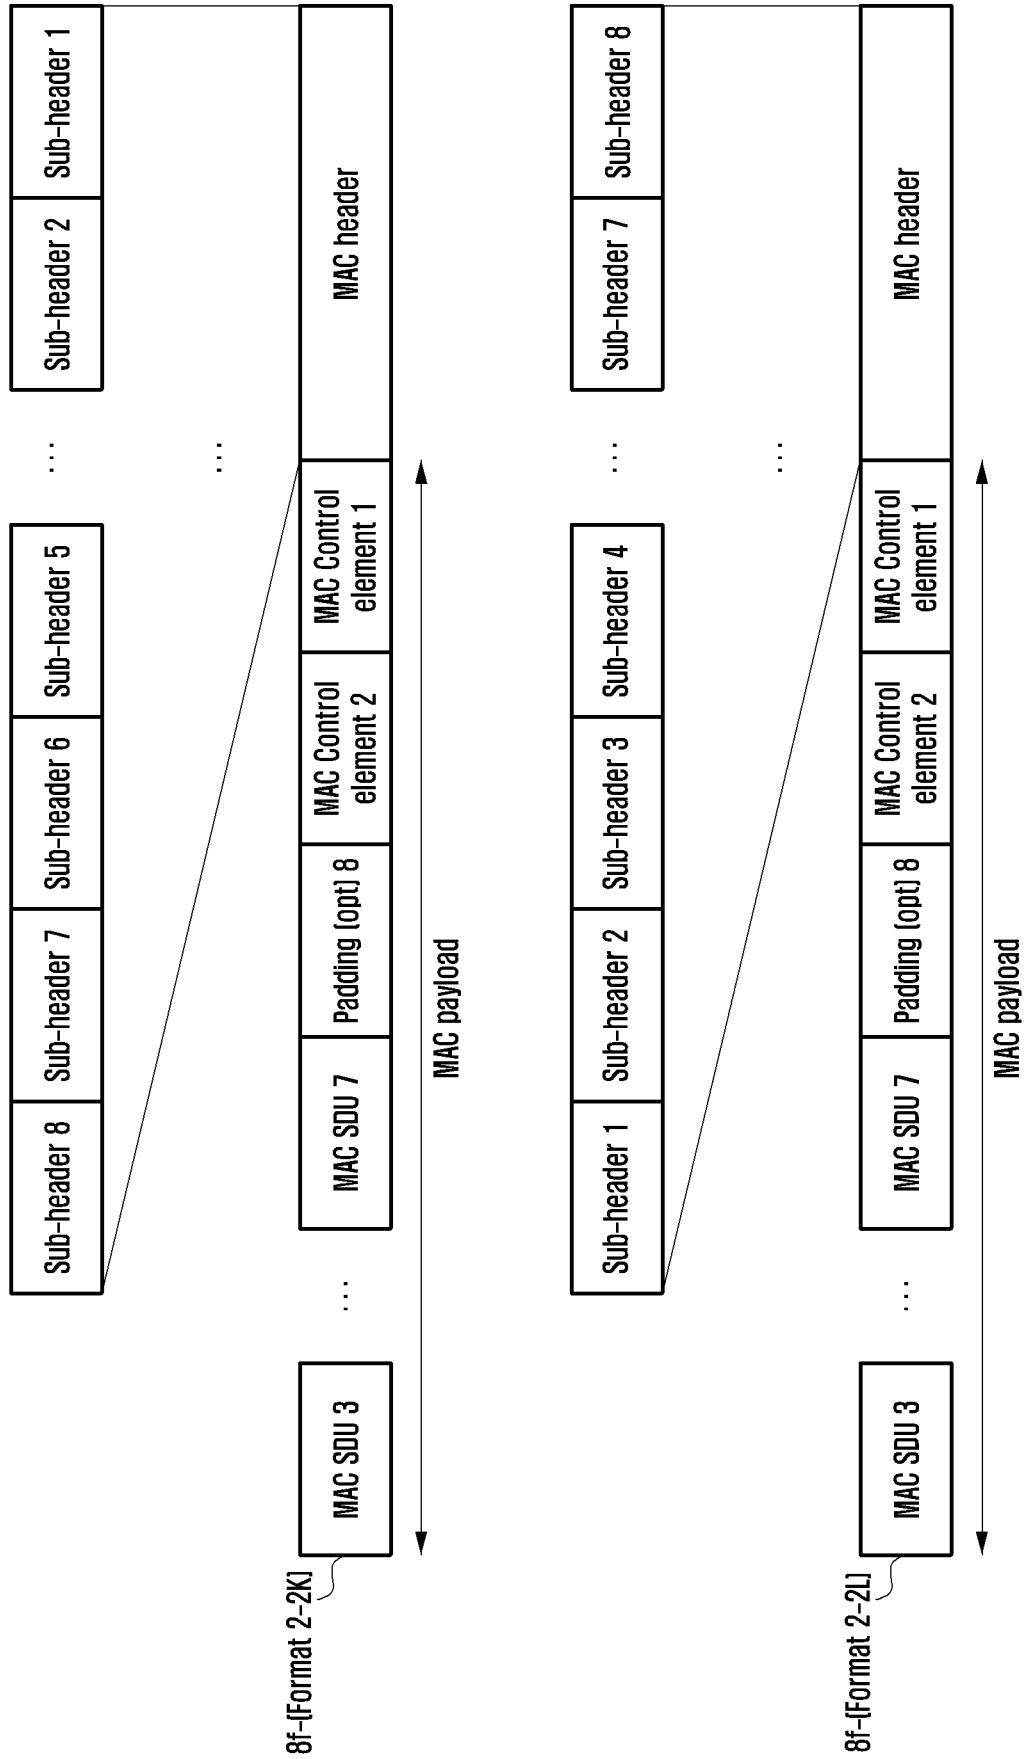 Sub-header 8
Sub-header 7
Sub-header 6
Sub-header 5
...
Sub-header 2
Sub-header 1
...
8f-(Format 2-2K)
MAC SDU 3
...
MAC SDU 7
Padding (opt) 8
MAC Control
element 2
MAC Control
element 1
MAC header
MAC payload
Sub-header 1
Sub-header 2
Sub-header 3
Sub-header 4
...
Sub-header 7
Sub-header 8
...
8f-(Format 2-2L)
MAC SDU 3
...
MAC SDU 7
Padding (opt) 8
MAC Control
element 2
MAC Control
element 1
MAC header
MAC payload